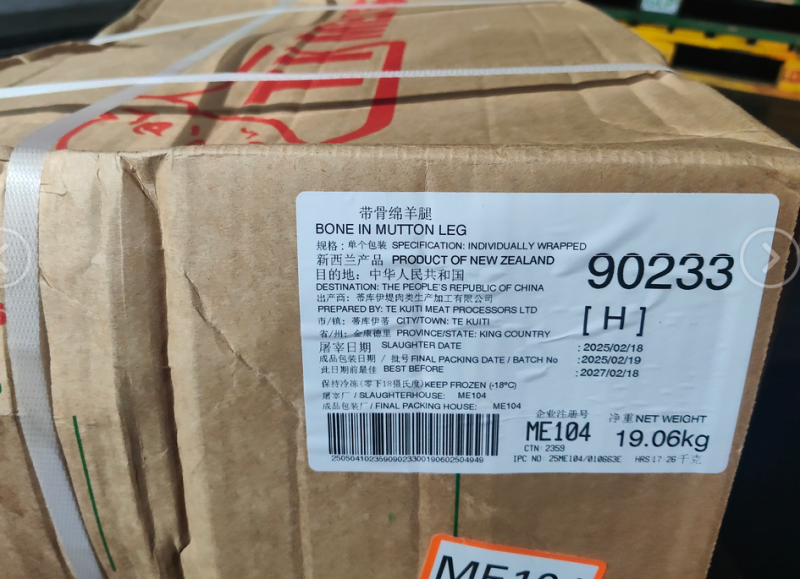 TK
带骨绵羊腿
BONE IN MUTTON LEG
规格：单个包装 SPECIFICATION: INDIVIDUALLY WRAPPED
新西兰产品 PRODUCT OF NEW ZEALAND
90233
目的地：中华人民共和国
DESTINATION: THE PEOPLE'S REPUBLIC OF CHINA
出产商：蒂库伊堤肉类生产加工有限公司
PREPARED BY: TE KUITI MEAT PROCESSORS LTD
[ H ]
市/镇：蒂库伊蒂 CITY/TOWN: TE KUITI
省/州：金康德里 PROVINCE/STATE: KING COUNTRY
屠宰日期 SLAUGHTER DATE : 2025/02/18
成品包装日期 / 批号 FINAL PACKING DATE / BATCH No : 2025/02/19
此日期前最佳 BEST BEFORE : 2027/02/18
保持冷冻(零下18摄氏度)KEEP FROZEN (-18°C)
屠宰厂 / SLAUGHTERHOUSE: ME104
成品包装厂 / FINAL PACKING HOUSE: ME104
企业注册号
ME104
净重 NET WEIGHT
19.06kg
千克
CTN: 2359
IPC NO: 25ME104/010663E HRS 17-26
25050410235909023300190602504949
ME104